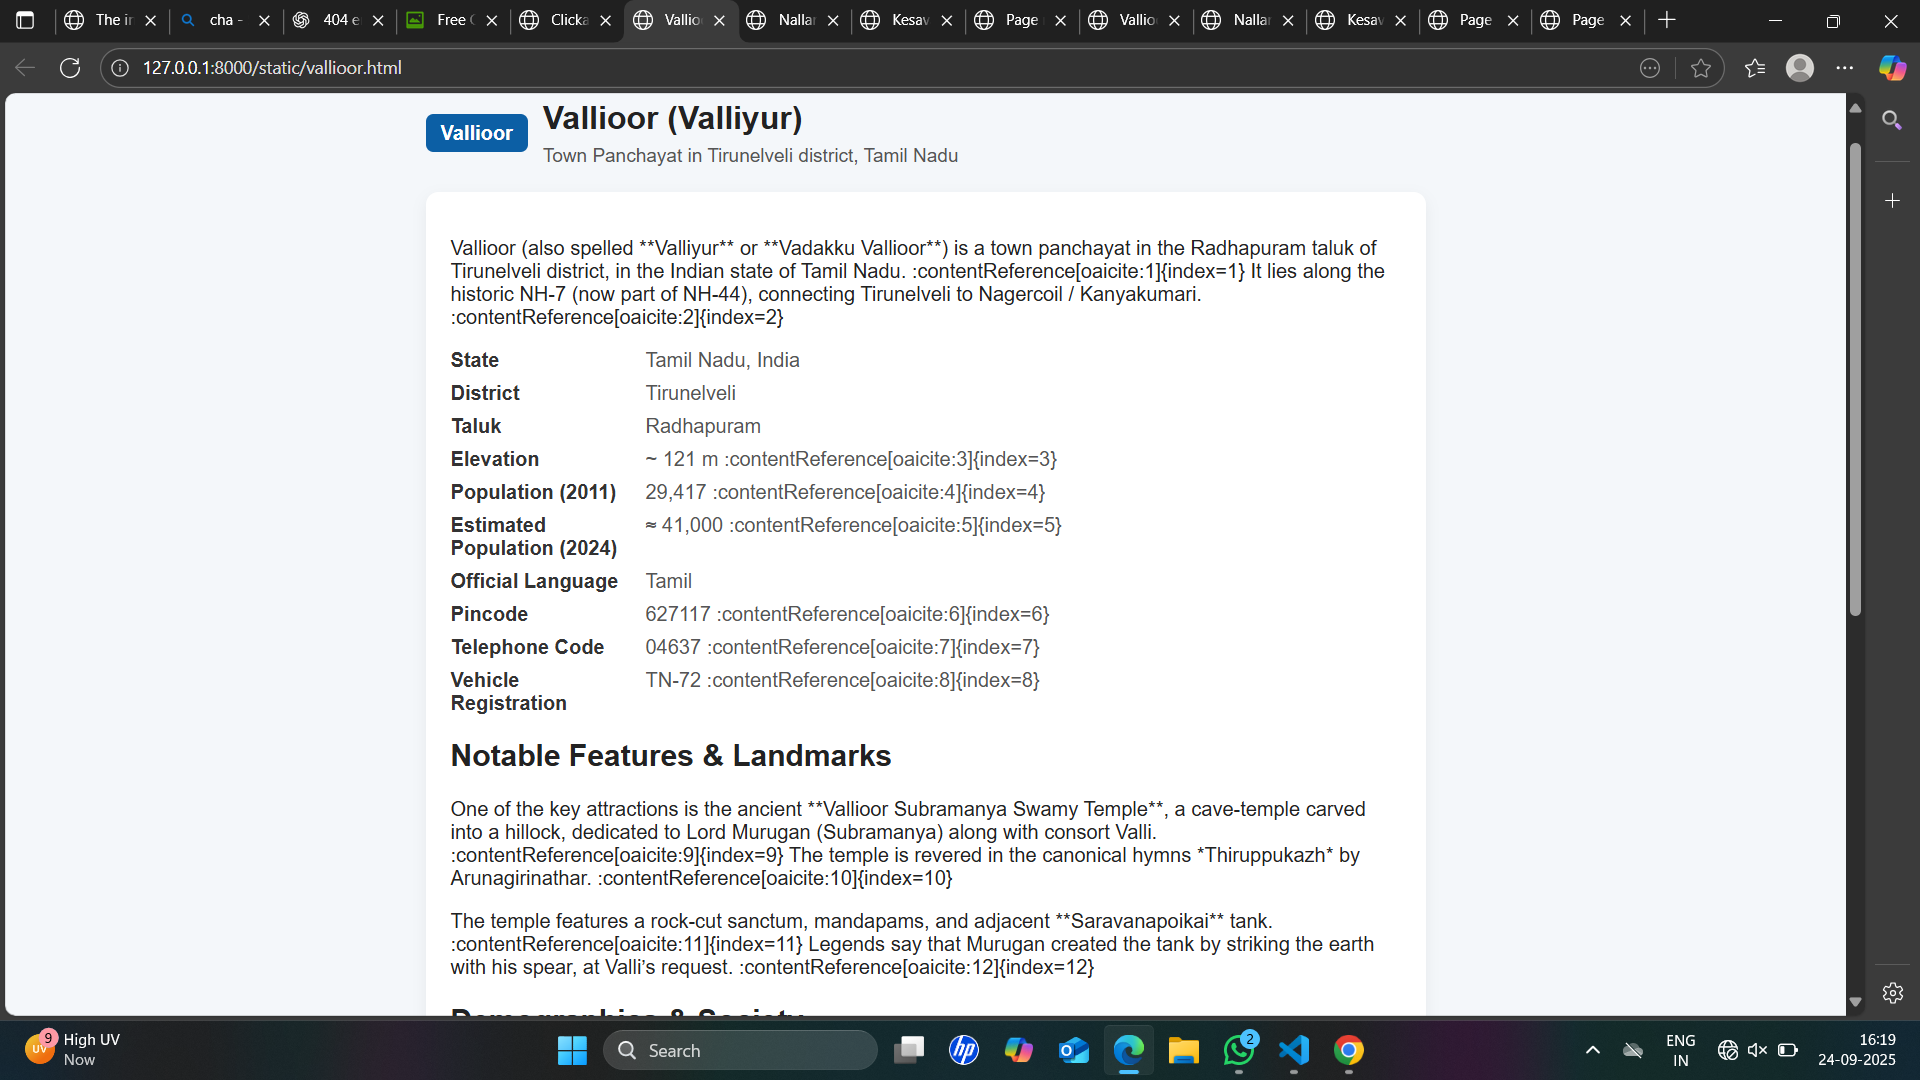 The ir
cha -
404 e
Free
Clicka
Vallio
Nallar
Kesav
Page
Vallio
Nallar
Kesav
Page
Page
127.0.0.1:8000/static/vallioor.html
Vallioor
Vallioor (Valliyur)
Town Panchayat in Tirunelveli district, Tamil Nadu
Vallioor (also spelled **Valliyur** or **Vadakku Vallioor**) is a town panchayat in the Radhapuram taluk of
Tirunelveli district, in the Indian state of Tamil Nadu. :contentReference[oaicite:1]{index=1} It lies along the
historic NH-7 (now part of NH-44), connecting Tirunelveli to Nagercoil / Kanyakumari.
:contentReference[oaicite:2]{index=2}
State Tamil Nadu, India
District Tirunelveli
Taluk Radhapuram
Elevation ~ 121 m :contentReference[oaicite:3]{index=3}
Population (2011) 29,417 :contentReference[oaicite:4]{index=4}
Estimated ≈ 41,000 :contentReference[oaicite:5]{index=5}
Population (2024)
Official Language Tamil
Pincode 627117 :contentReference[oaicite:6]{index=6}
Telephone Code 04637 :contentReference[oaicite:7]{index=7}
Vehicle TN-72 :contentReference[oaicite:8]{index=8}
Registration
Notable Features & Landmarks
One of the key attractions is the ancient **Vallioor Subramanya Swamy Temple**, a cave-temple carved
into a hillock, dedicated to Lord Murugan (Subramanya) along with consort Valli.
:contentReference[oaicite:9]{index=9} The temple is revered in the canonical hymns *Thiruppukazh* by
Arunagirinathar. :contentReference[oaicite:10]{index=10}
The temple features a rock-cut sanctum, mandapams, and adjacent **Saravanapoikai** tank.
:contentReference[oaicite:11]{index=11} Legends say that Murugan created the tank by striking the earth
with his spear, at Valli’s request. :contentReference[oaicite:12]{index=12}
Demographics & Society
UV
9
High UV
Now
Search
hp
2
ENG
IN
16:19
24-09-2025